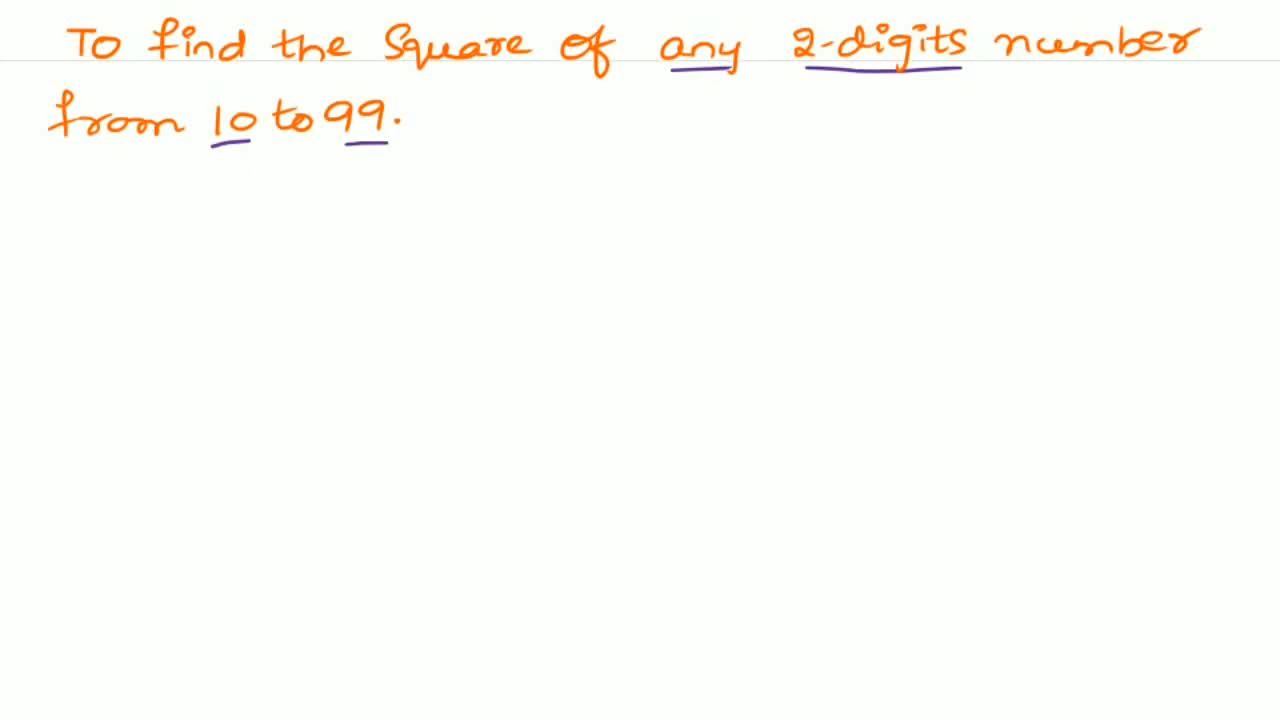 To find the Square of any 2-digits number
from 10 to 99.